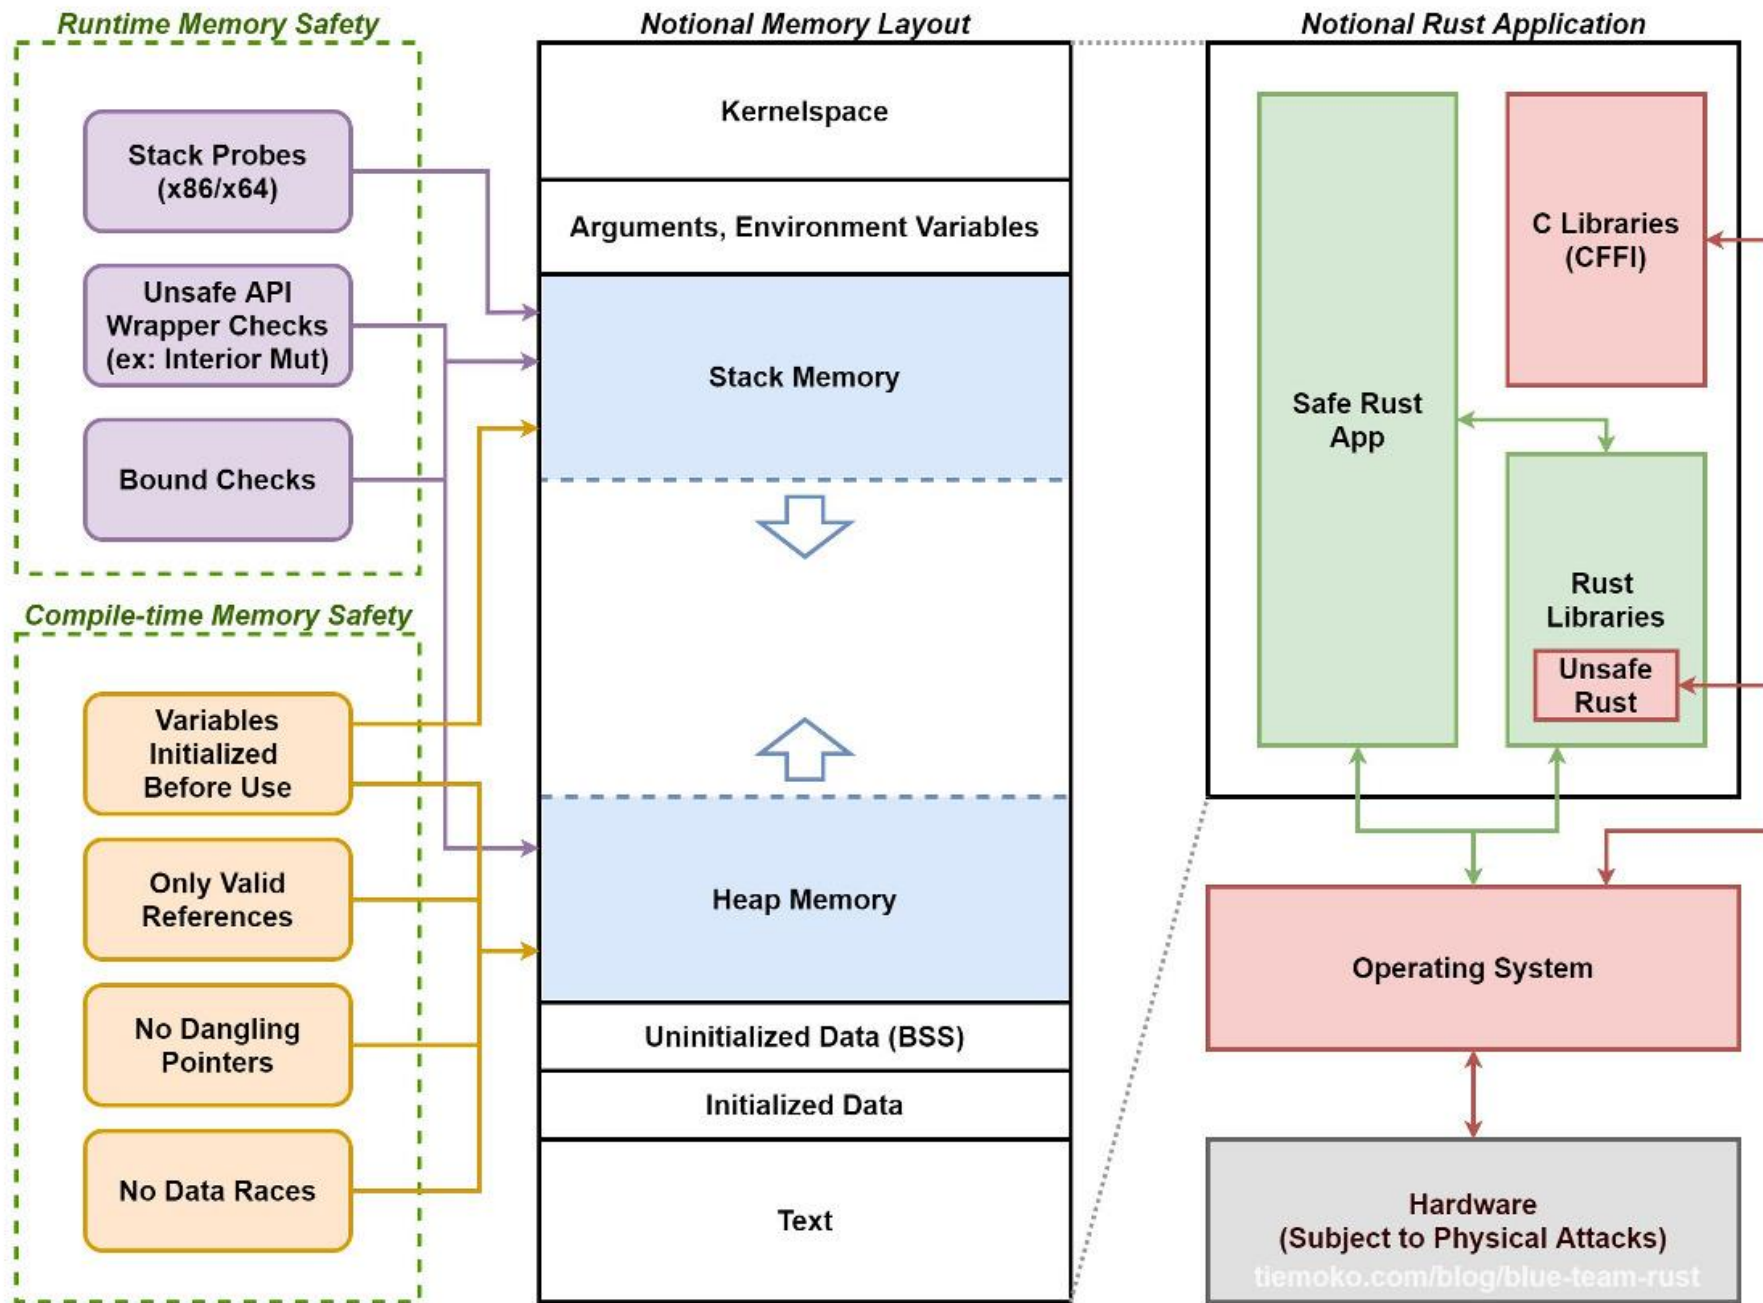 Runtime Memory Safety
Stack Probes
(x86/x64)
Unsafe API
Wrapper Checks
(ex: Interior Mut)
Bound Checks
Compile-time Memory Safety
Variables
Initialized
Before Use
Only Valid
References
No Dangling
Pointers
No Data Races
Notional Memory Layout
Kernelspace
Arguments, Environment Variables
Stack Memory
Heap Memory
Uninitialized Data (BSS)
Initialized Data
Text
Notional Rust Application
Safe Rust
App
C Libraries
(CFFI)
Rust
Libraries
Unsafe
Rust
Operating System
Hardware
(Subject to Physical Attacks)
tiemoko.com/blog/blue-team-rust